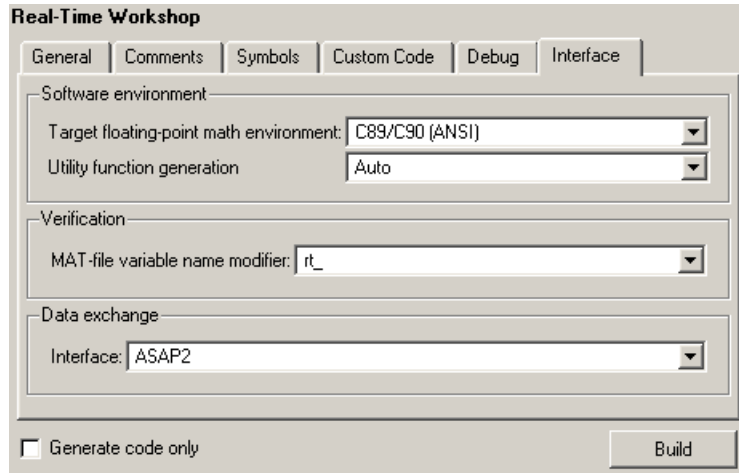 Real-Time Workshop
General Comments Symbols Custom Code Debug Interface
Software environment
Target floating-point math environment: C89/C90 (ANSI)
Utility function generation Auto
Verification
MAT-file variable name modifier: rt_
Data exchange
Interface: ASAP2
Generate code only Build